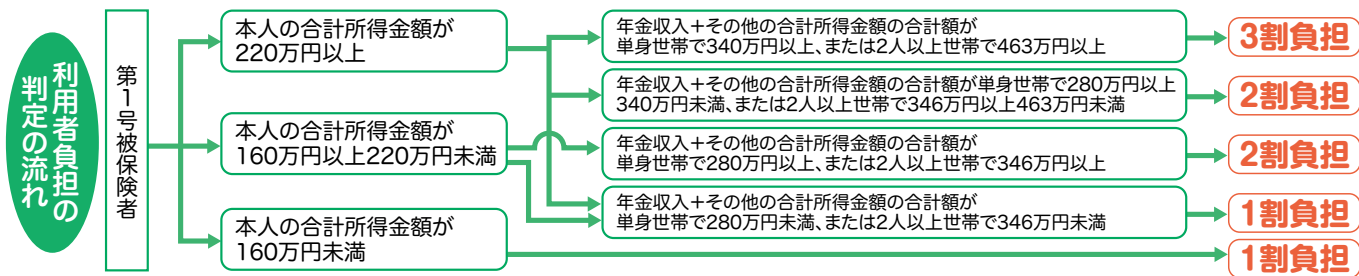 利用者負担の
判定の流れ
第1号被保険者
本人の合計所得金額が
220万円以上
本人の合計所得金額が
160万円以上220万円未満
本人の合計所得金額が
160万円未満
年金収入+その他の合計所得金額の合計額が
単身世帯で340万円以上、または2人以上世帯で463万円以上
年金収入+その他の合計所得金額の合計額が単身世帯で280万円以上
340万円未満、または2人以上世帯で346万円以上463万円未満
年金収入+その他の合計所得金額の合計額が
単身世帯で280万円以上、または2人以上世帯で346万円以上
年金収入+その他の合計所得金額の合計額が
単身世帯で280万円未満、または2人以上世帯で346万円未満
3割負担
2割負担
2割負担
1割負担
1割負担